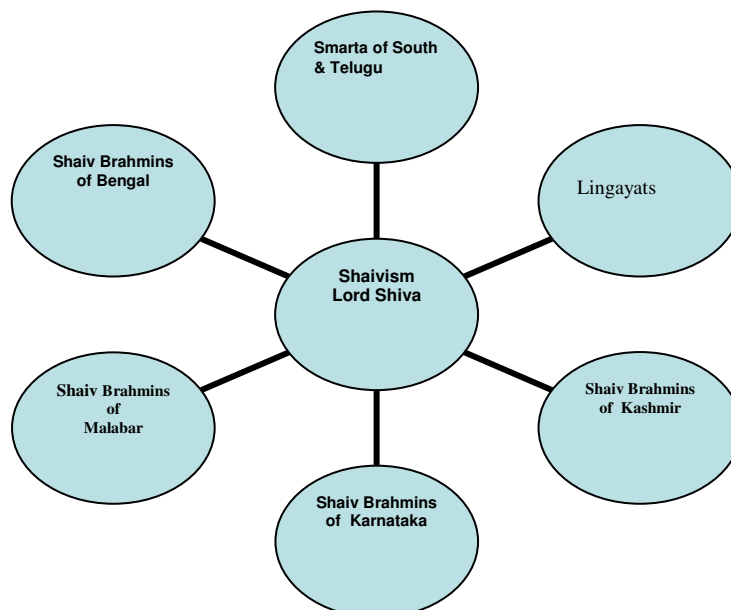 Smarta of South
& Telugu
Shaiv Brahmins
of Bengal
Lingayats
Shaivism
Lord Shiva
Shaiv Brahmins
of
Malabar
Shaiv Brahmins
of Kashmir
Shaiv Brahmins
of Karnataka